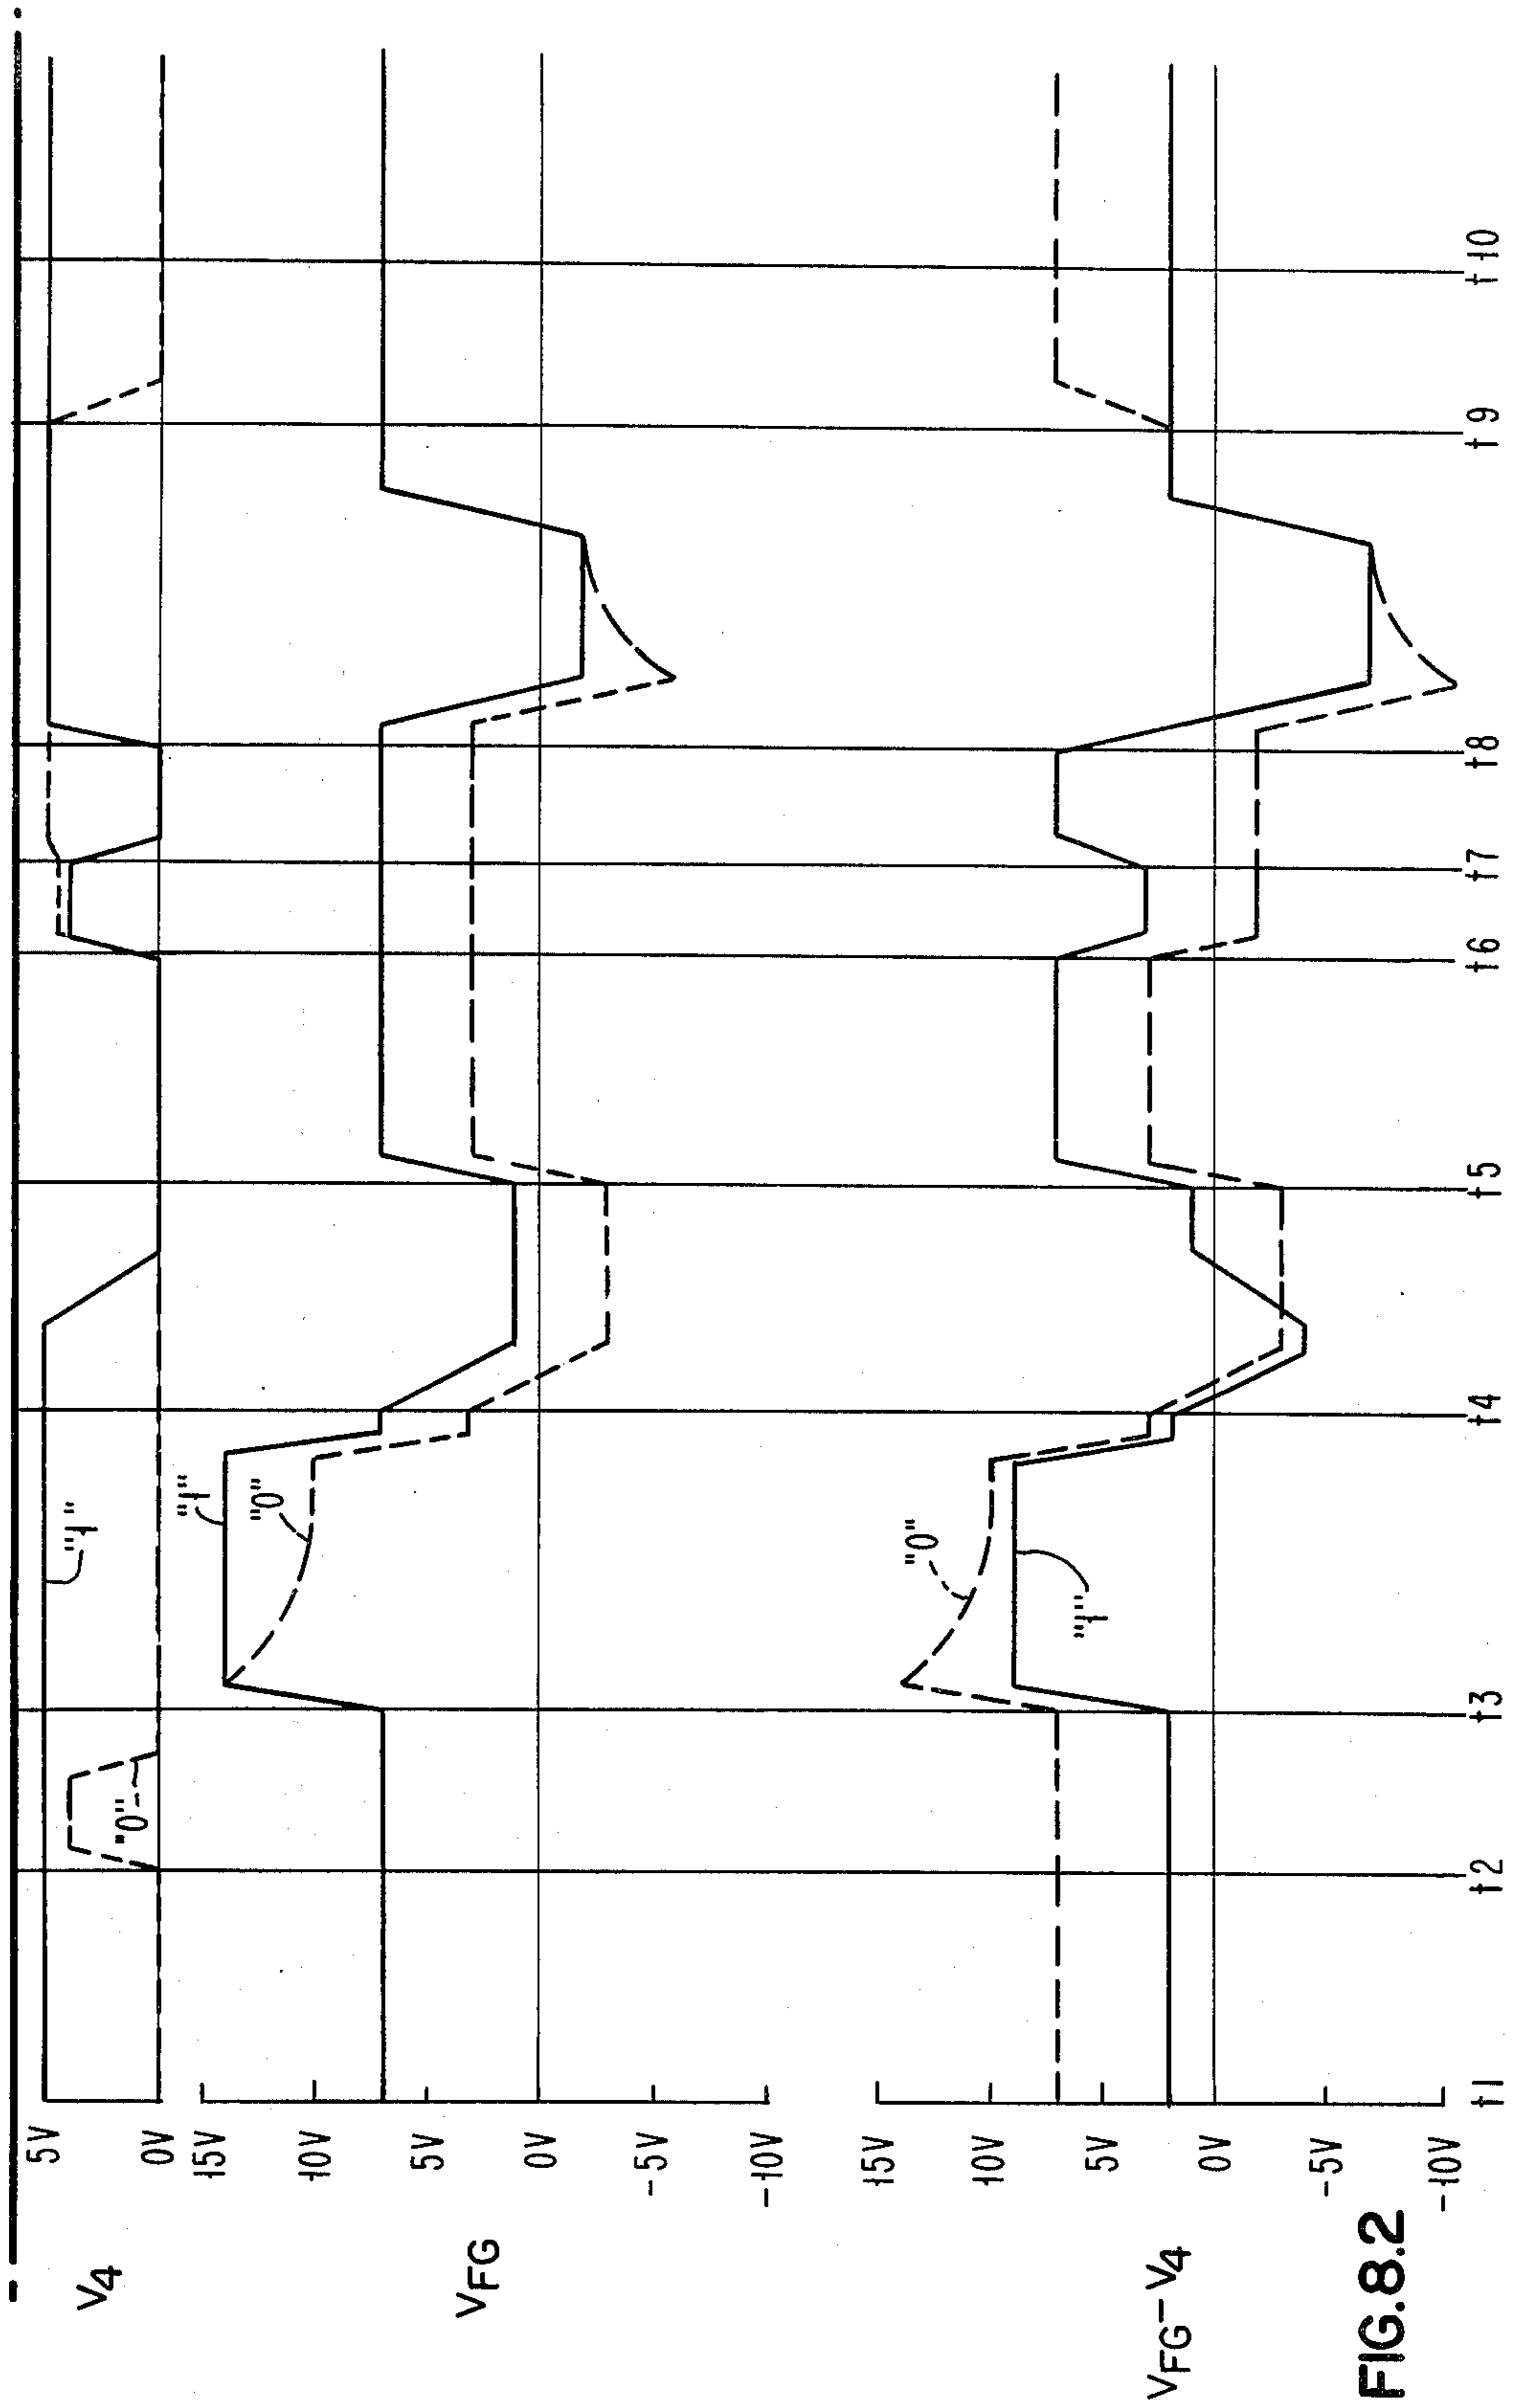 V4
5V
0V
"1"
"0"
VFG
15V
10V
5V
0V
-5V
-10V
"1"
"0"
VFG-V4
15V
10V
5V
0V
-5V
-10V
"0"
"1"
t1 t2 t3 t4 t5 t6 t7 t8 t9 t10
FIG.8.2